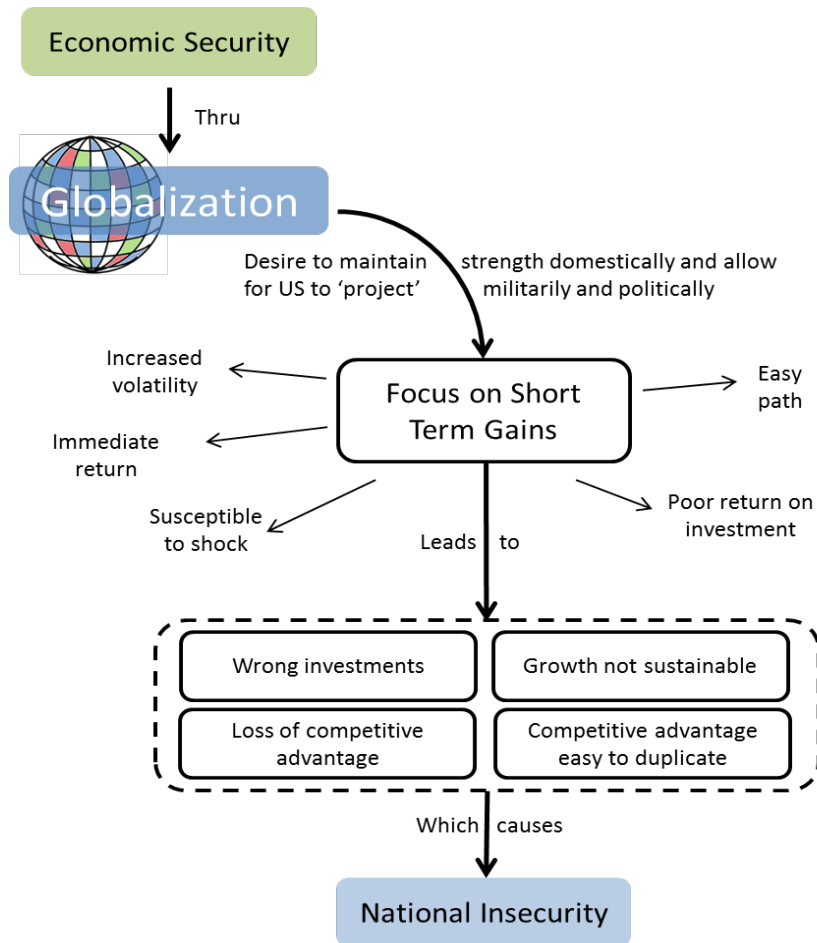 Economic Security
Thru
Globalization
Desire to maintain strength domestically and allow
for US to ‘project’ militarily and politically
Increased
volatility
Focus on Short
Term Gains
Easy
path
Immediate
return
Susceptible
to shock
Poor return on
investment
Leads to
Wrong investments
Growth not sustainable
Loss of competitive
advantage
Competitive advantage
easy to duplicate
Which causes
National Insecurity